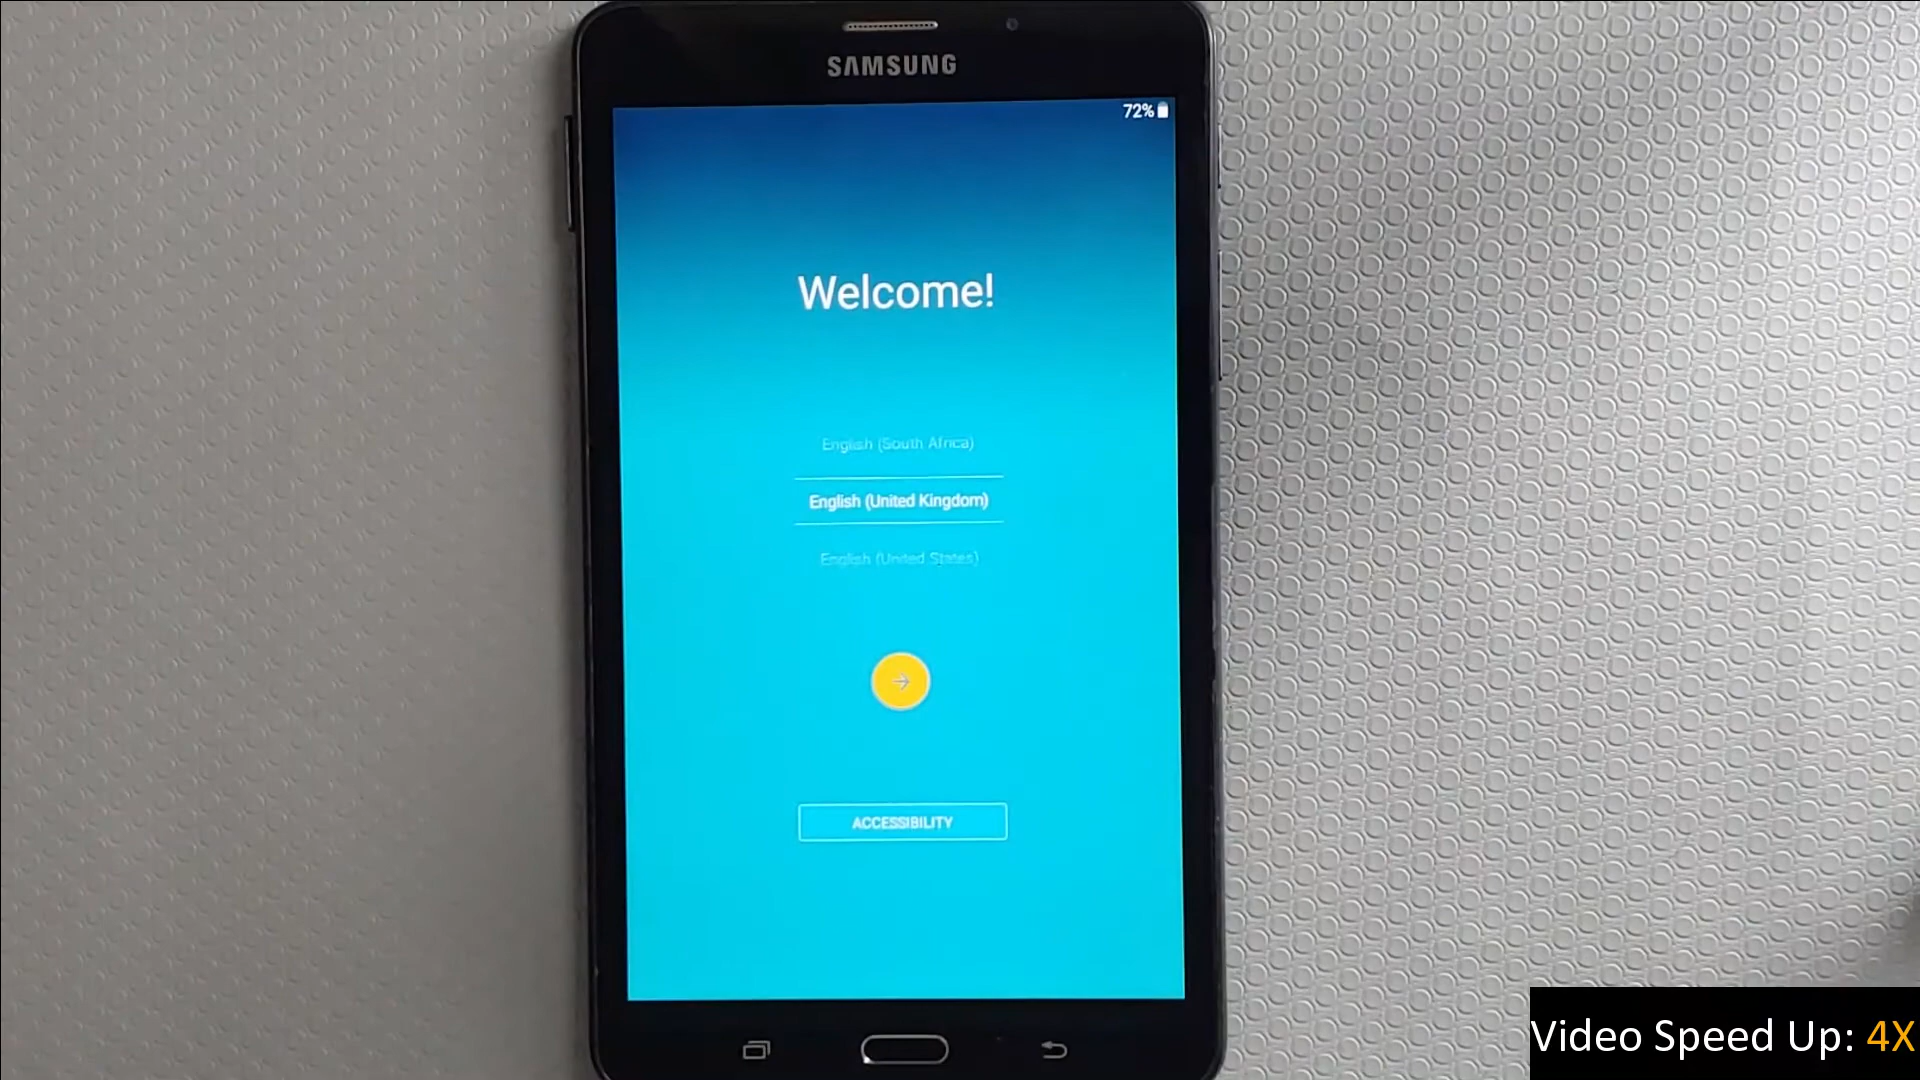 SAMSUNG
72%
Welcome!
English (South Africa)
English (United Kingdom)
English (United States)
ACCESSIBILITY
Video Speed Up: 4X